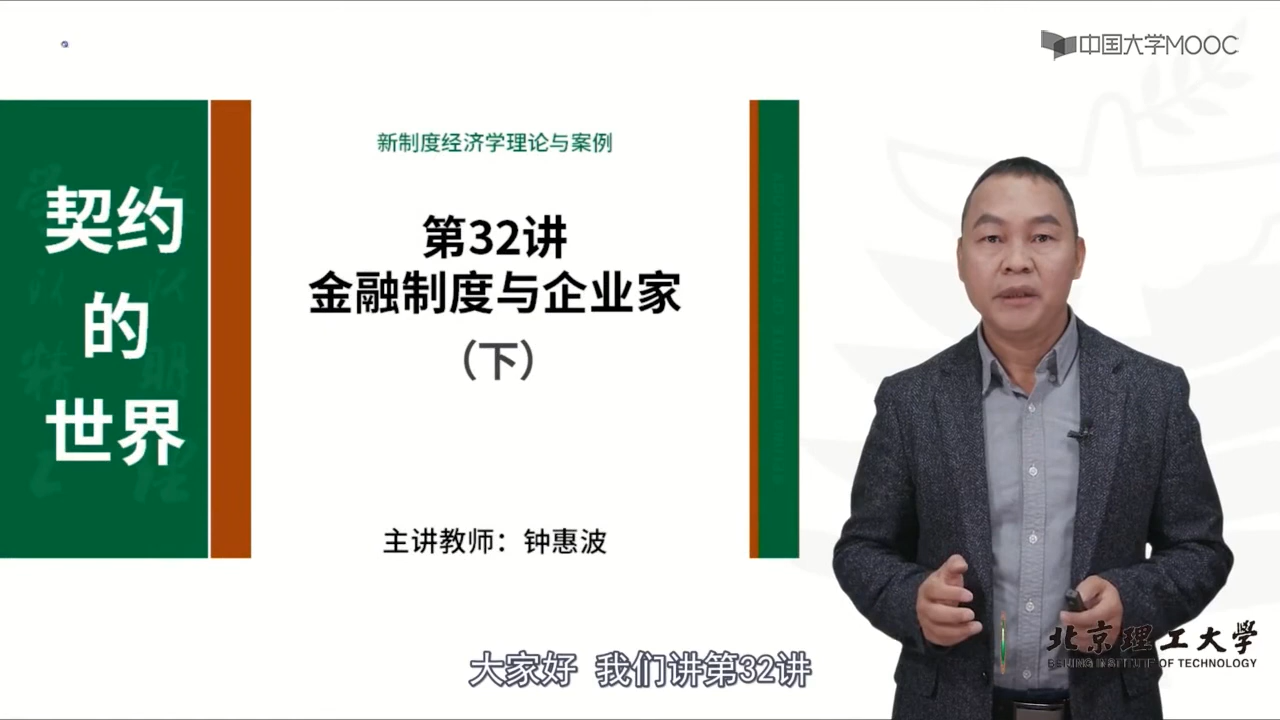 中国大学MOOC
契约
的
世界
新制度经济学理论与案例
第32讲
金融制度与企业家
（下）
主讲教师：钟惠波
北京理工大学
BEIJING INSTITUTE OF TECHNOLOGY
大家好 我们讲第32讲